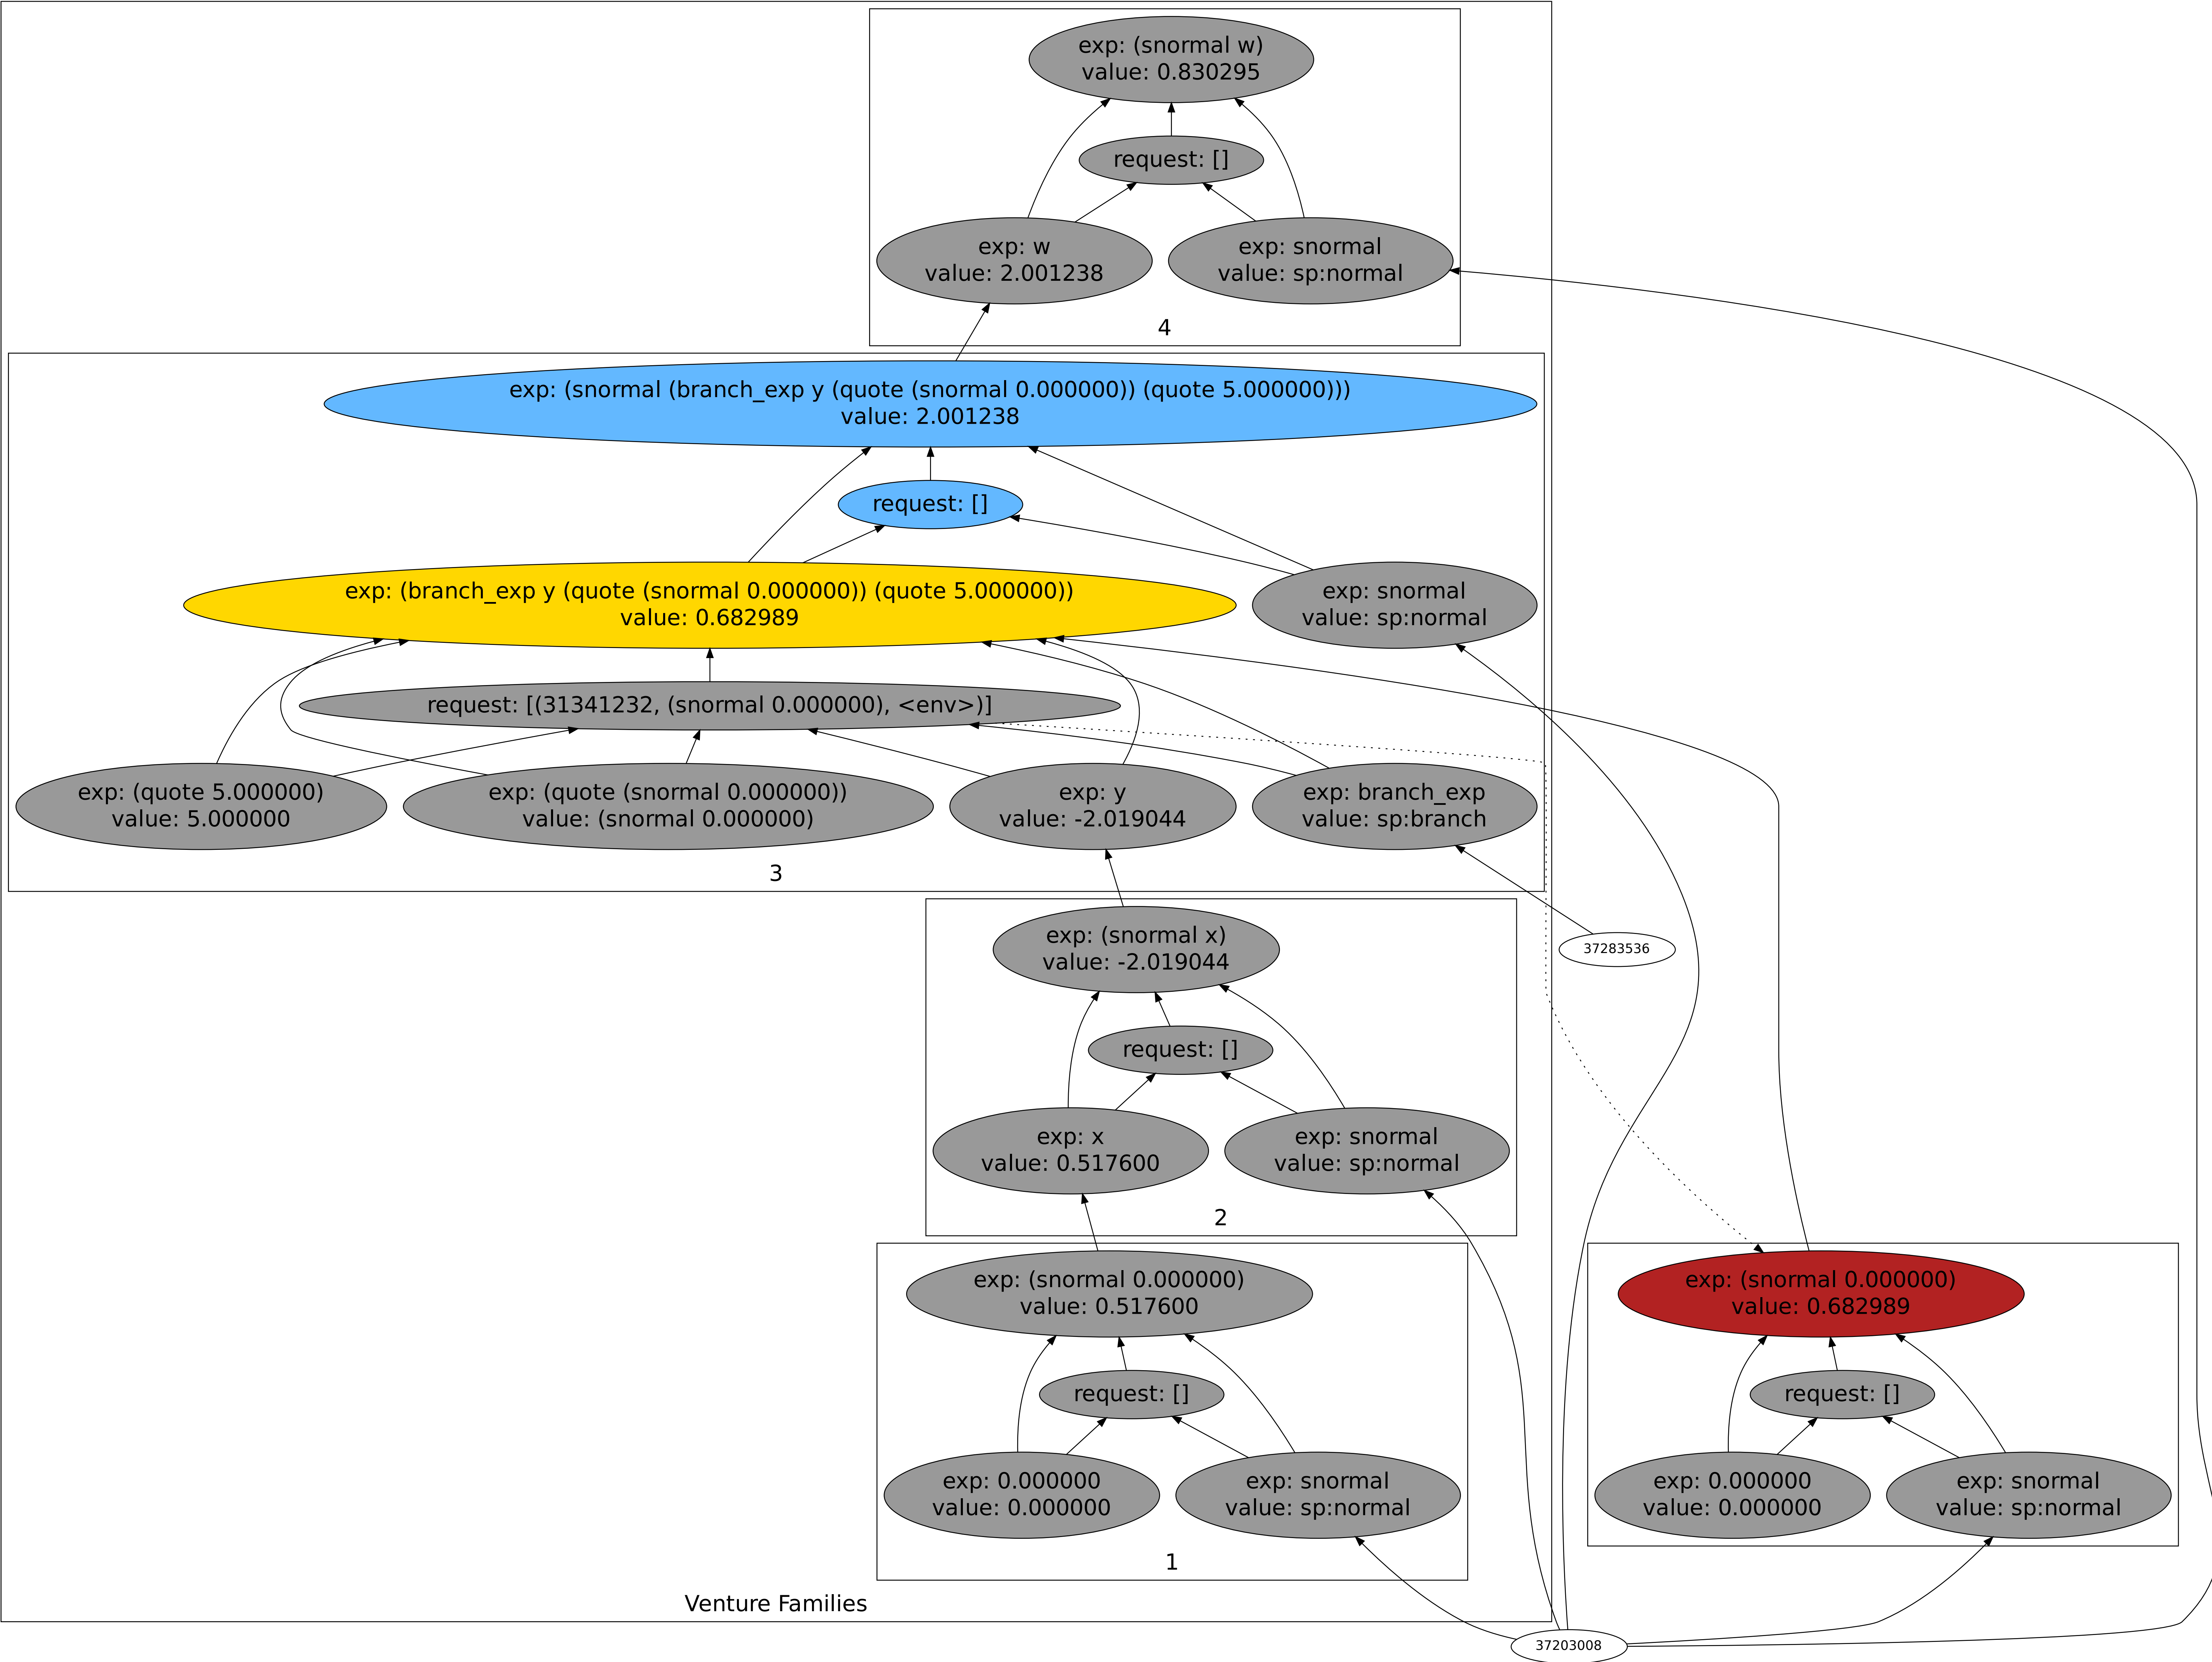 exp: (snormal w)
value: 0.830295
request: []
exp: w
value: 2.001238
exp: snormal
value: sp:normal
4
exp: (snormal (branch_exp y (quote (snormal 0.000000)) (quote 5.000000)))
value: 2.001238
request: []
exp: (branch_exp y (quote (snormal 0.000000)) (quote 5.000000))
value: 0.682989
exp: snormal
value: sp:normal
request: [(31341232, (snormal 0.000000), <env>)]
exp: (quote 5.000000)
value: 5.000000
exp: (quote (snormal 0.000000))
value: (snormal 0.000000)
exp: y
value: -2.019044
exp: branch_exp
value: sp:branch
3
exp: (snormal x)
value: -2.019044
37283536
request: []
exp: x
value: 0.517600
exp: snormal
value: sp:normal
2
exp: (snormal 0.000000)
value: 0.517600
exp: (snormal 0.000000)
value: 0.682989
request: []
request: []
exp: 0.000000
value: 0.000000
exp: snormal
value: sp:normal
exp: 0.000000
value: 0.000000
exp: snormal
value: sp:normal
1
Venture Families
37203008